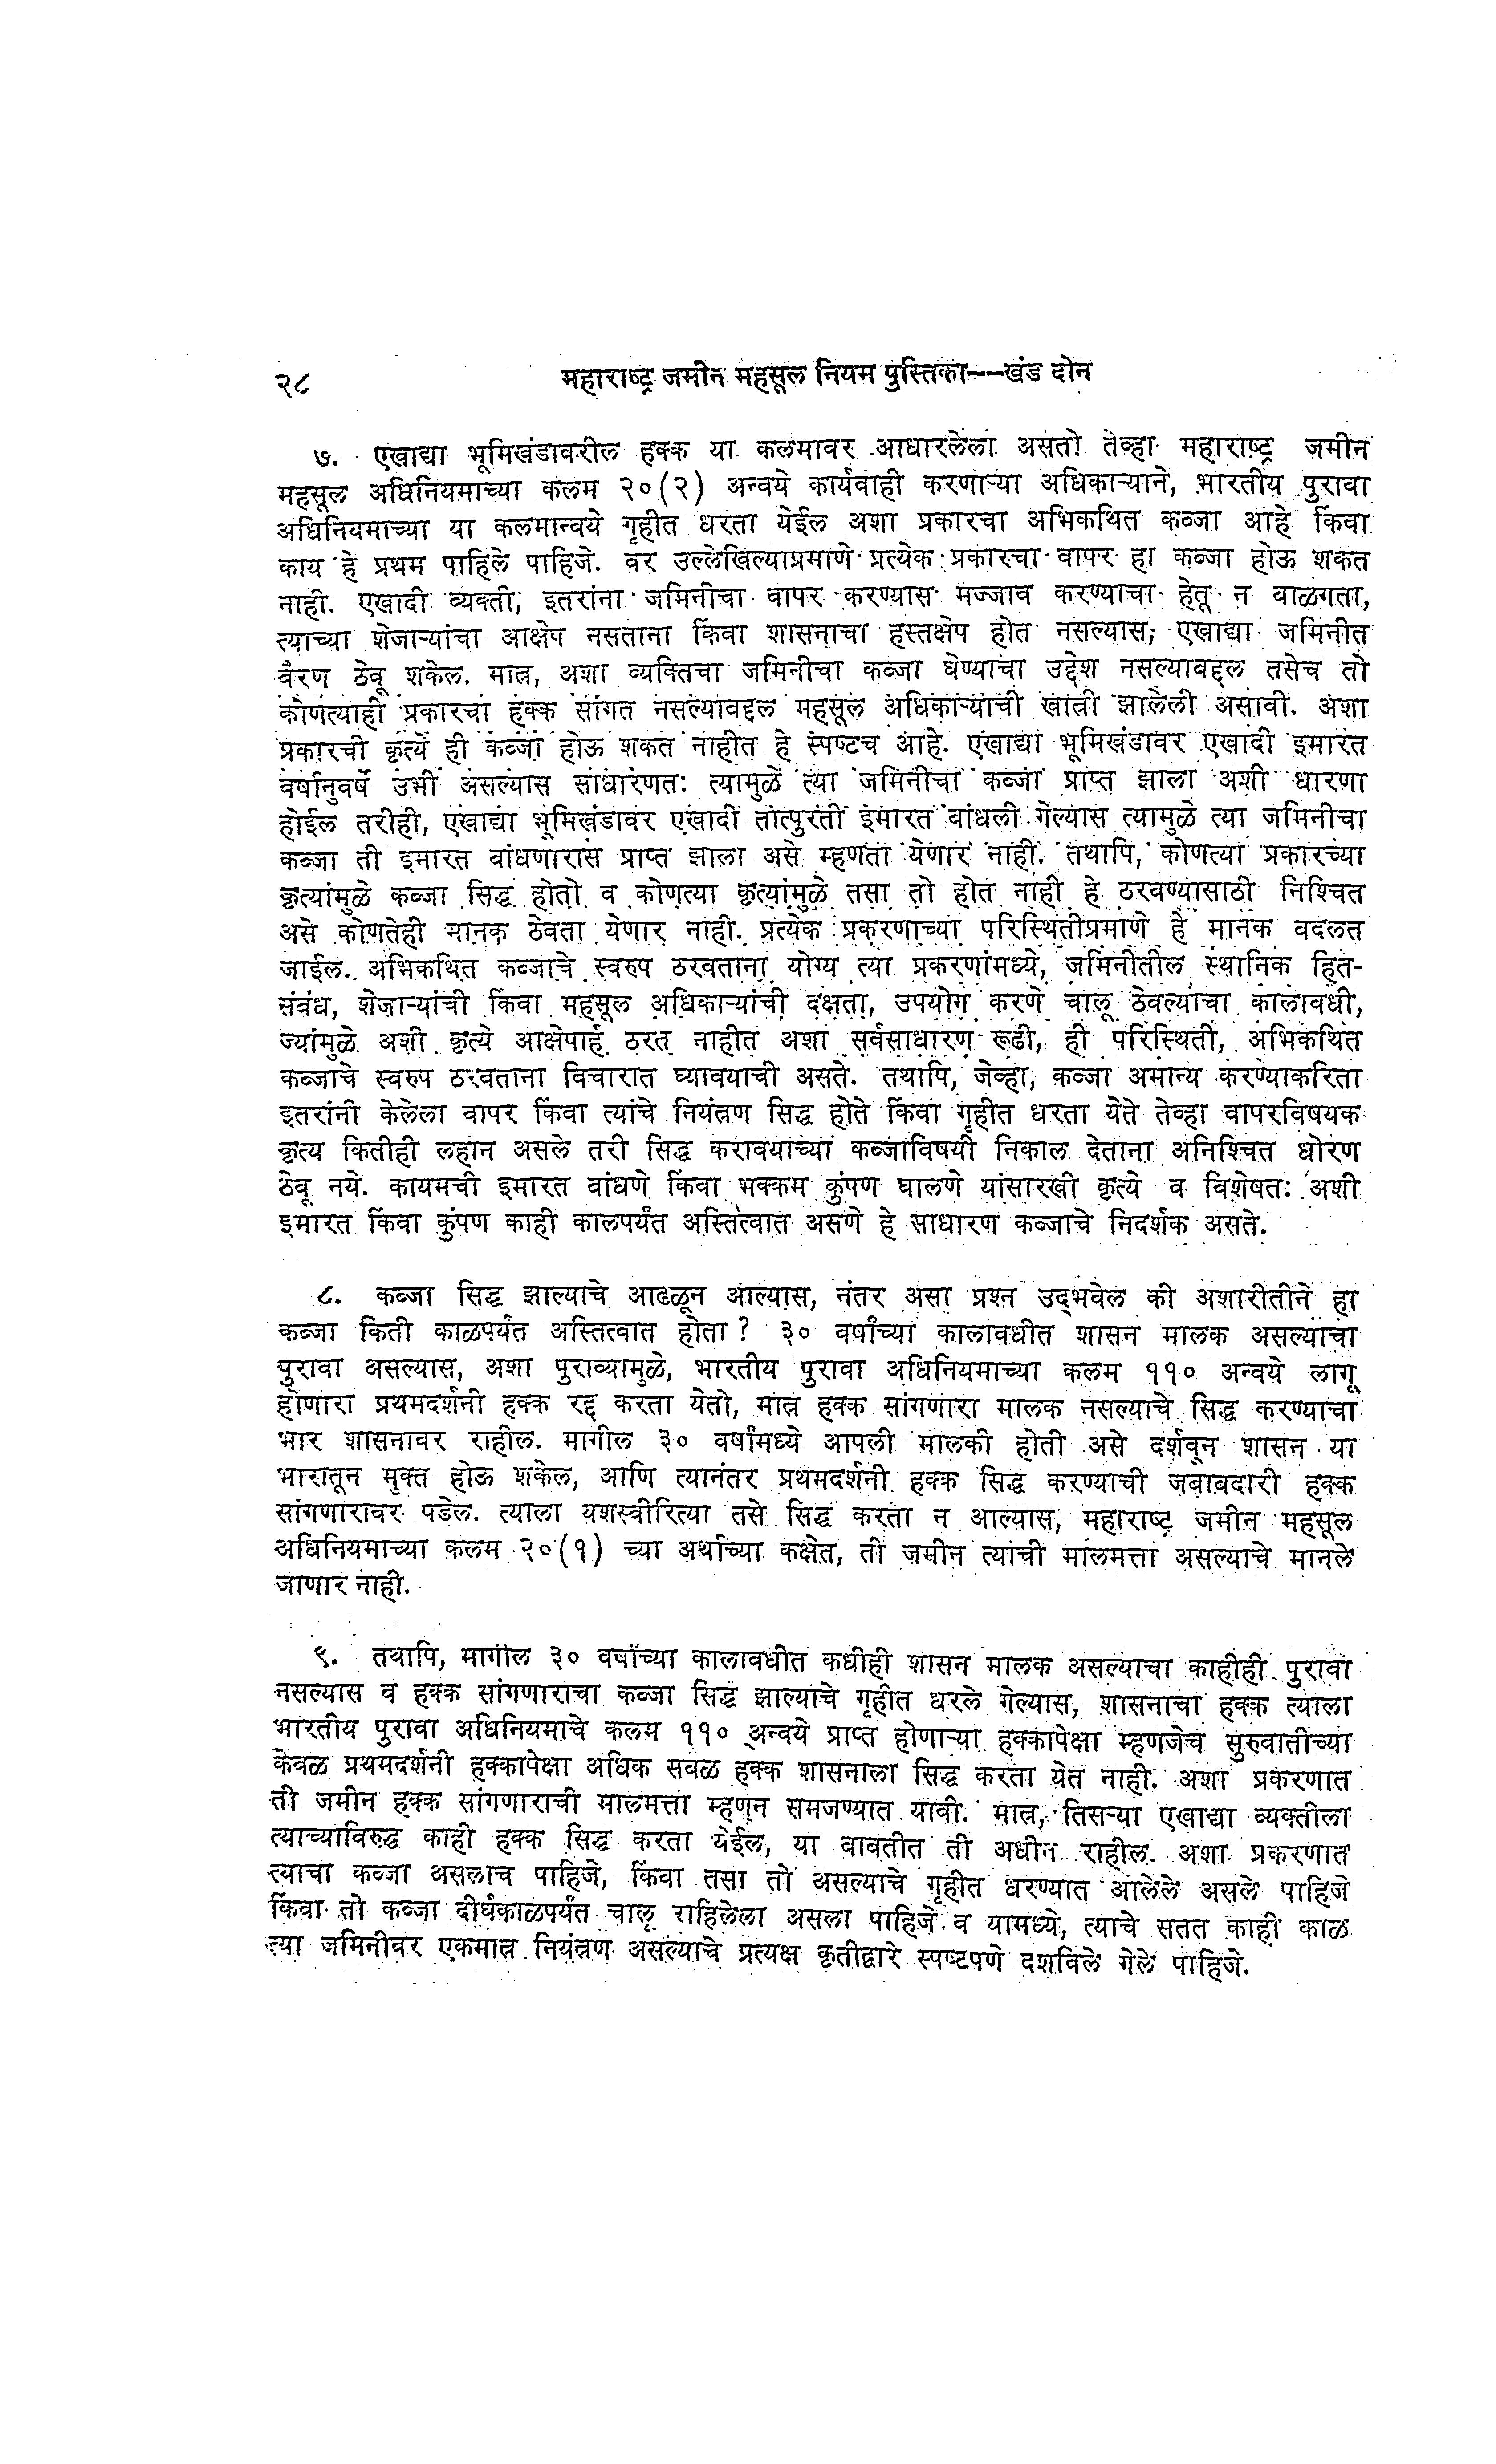 २८ महाराष्ट्र जमीन महसूल नियम पुस्तिका--खंड दोन
७. एखाद्या भूमिखंडावरील हक्क या कलमावर आधारलेला असतो तेव्हा महाराष्ट्र जमीन
महसूल अधिनियमाच्या कलम २०(२) अन्वये कार्यवाही करणाऱ्या अधिकाऱ्याने, भारतीय पुरावा
अधिनियमाच्या या कलमान्वये गृहीत धरता येईल अशा प्रकारचा अभिकथित कब्जा आहे किंवा
काय हे प्रथम पाहिले पाहिजे. वर उल्लेखिल्याप्रमाणे प्रत्येक प्रकारचा वापर हा कब्जा होऊ शकत
नाही. एखादी व्यक्ती, इतरांना जमिनीचा वापर करण्यास मज्जाव करण्याचा हेतू न बाळगता,
त्याच्या शेजाऱ्यांचा आक्षेप नसताना किंवा शासनाचा हस्तक्षेप होत नसल्यास, एखाद्या जमिनीत
वैरण ठेवू शकेल. मात्र, अशा व्यक्तिचा जमिनीचा कब्जा घेण्याचा उद्देश नसल्याबद्दल तसेच तो
कोणत्याही प्रकारचा हक्क सांगत नसल्याबद्दल महसूल अधिकाऱ्यांची खात्री झालेली असावी. अशा
प्रकारची कृत्ये ही कब्जा होऊ शकत नाहीत हे स्पष्टच आहे. एखाद्या भूमिखंडावर एखादी इमारत
वर्षानुवर्षे उभी असल्यास साधारणतः त्यामुळे त्या जमिनीचा कब्जा प्राप्त झाला अशी धारणा
होईल तरीही, एखाद्या भूमिखंडावर एखादी तात्पुरती इमारत बांधली गेल्यास त्यामुळे त्या जमिनीचा
कब्जा ती इमारत बांधणारास प्राप्त झाला असे म्हणता येणार नाही. तथापि, कोणत्या प्रकारच्या
कृत्यांमुळे कब्जा सिद्ध होतो व कोणत्या कृत्यांमुळे तसा तो होत नाही हे ठरवण्यासाठी निश्चित
असे कोणतेही मानक ठेवता येणार नाही. प्रत्येक प्रकरणाच्या परिस्थितीप्रमाणे हे मानक बदलत
जाईल. अभिकथित कब्जाचे स्वरुप ठरवताना योग्य त्या प्रकरणांमध्ये, जमिनीतील स्थानिक हित-
संबंध, शेजाऱ्यांची किंवा महसूल अधिकाऱ्यांची दक्षता, उपयोग करणे चालू ठेवल्याचा कालावधी,
ज्यांमुळे अशी कृत्ये आक्षेपार्ह ठरत नाहीत अशा सर्वसाधारण रूढी, ही परिस्थिती, अभिकथित
कब्जाचे स्वरुप ठरवताना विचारात घ्यावयाची असते. तथापि, जेव्हा, कब्जा अमान्य करण्याकरिता
इतरांनी केलेला वापर किंवा त्यांचे नियंत्रण सिद्ध होते किंवा गृहीत धरता येते तेव्हा वापरविषयक
कृत्य कितीही लहान असले तरी सिद्ध करावयाच्या कब्जाविषयी निकाल देताना अनिश्चित धोरण
ठेवू नये. कायमची इमारत बांधणे किंवा भक्कम कुंपण घालणे यांसारखी कृत्ये व विशेषतः अशी
इमारत किंवा कुंपण काही कालपर्यंत अस्तित्वात असणे हे साधारण कब्जाचे निदर्शक असते.
८. कब्जा सिद्ध झाल्याचे आढळून आल्यास, नंतर असा प्रश्न उद्‌भवेल की अशारीतीने हा
कब्जा किती काळपर्यंत अस्तित्वात होता? ३० वर्षांच्या कालावधीत शासन मालक असल्याचा
पुरावा असल्यास, अशा पुराव्यामुळे, भारतीय पुरावा अधिनियमाच्या कलम ११० अन्वये लागू
होणारा प्रथमदर्शनी हक्क रद्द करता येतो, मात्र हक्क सांगणारा मालक नसल्याचे सिद्ध करण्याचा
भार शासनावर राहील. मागील ३० वर्षांमध्ये आपली मालकी होती असे दर्शवून शासन या
भारातून मुक्त होऊ शकेल, आणि त्यानंतर प्रथमदर्शनी हक्क सिद्ध करण्याची जबाबदारी हक्क
सांगणारावर पडेल. त्याला यशस्वीरित्या तसे सिद्ध करता न आल्यास, महाराष्ट्र जमीन महसूल
अधिनियमाच्या कलम २०(१) च्या अर्थाच्या कक्षेत, ती जमीन त्याची मालमत्ता असल्याचे मानले
जाणार नाही.
९. तथापि, मागील ३० वर्षांच्या कालावधीत कधीही शासन मालक असल्याचा काहीही पुरावा
नसल्यास व हक्क सांगणाराचा कब्जा सिद्ध झाल्याचे गृहीत धरले गेल्यास, शासनाचा हक्क त्याला
भारतीय पुरावा अधिनियमाचे कलम ११० अन्वये प्राप्त होणाऱ्या हक्कापेक्षा म्हणजेच सुरुवातीच्या
केवळ प्रथमदर्शनी हक्कापेक्षा अधिक सबळ हक्क शासनाला सिद्ध करता येत नाही. अशा प्रकरणात
ती जमीन हक्क सांगणाराची मालमत्ता म्हणून समजण्यात यावी. मात्र, तिसऱ्या एखाद्या व्यक्तीला
त्याच्याविरुद्ध काही हक्क सिद्ध करता येईल, या बाबतीत ती अधीन राहील. अशा प्रकरणात
त्याचा कब्जा असलाच पाहिजे, किंवा तसा तो असल्याचे गृहीत धरण्यात आलेले असले पाहिजे
किंवा तो कब्जा दीर्घकाळपर्यंत चालू राहिलेला असला पाहिजे व यामध्ये, त्याचे सतत काही काळ
त्या जमिनीवर एकमात्र नियंत्रण असल्याचे प्रत्यक्ष कृतीद्वारे स्पष्टपणे दर्शविले गेले पाहिजे.